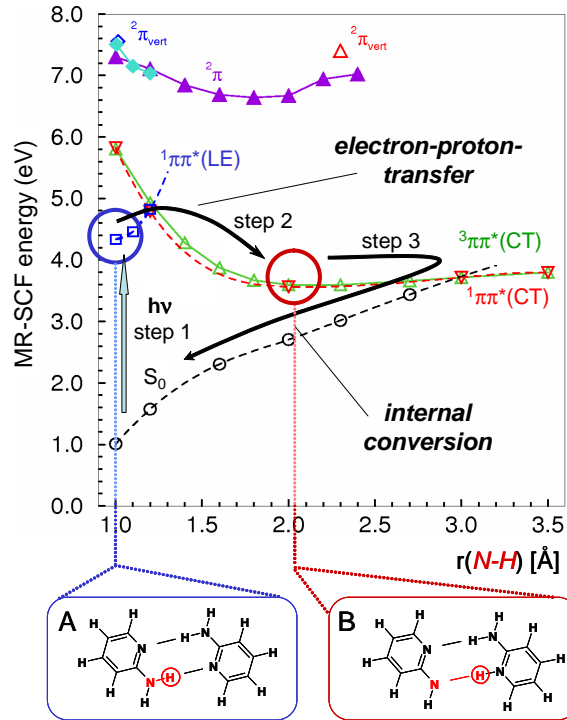 8.0
7.0
6.0
5.0
4.0
3.0
2.0
1.0
0.0
MR-SCF energy (eV)
²π_vert
²π_vert
²π
¹ππ*(LE)
electron-proton-
transfer
step 2
step 3
³ππ*(CT)
¹ππ*(CT)
hν
step 1
S₀
internal
conversion
1.0 1.5 2.0 2.5 3.0 3.5
r(N-H) [Å]
A
H
H
H
H
N
N
H
H
H
N
N
H
H
H
H
H
B
H
H
H
H
N
N
H
H
H
N
N
H
H
H
H
H